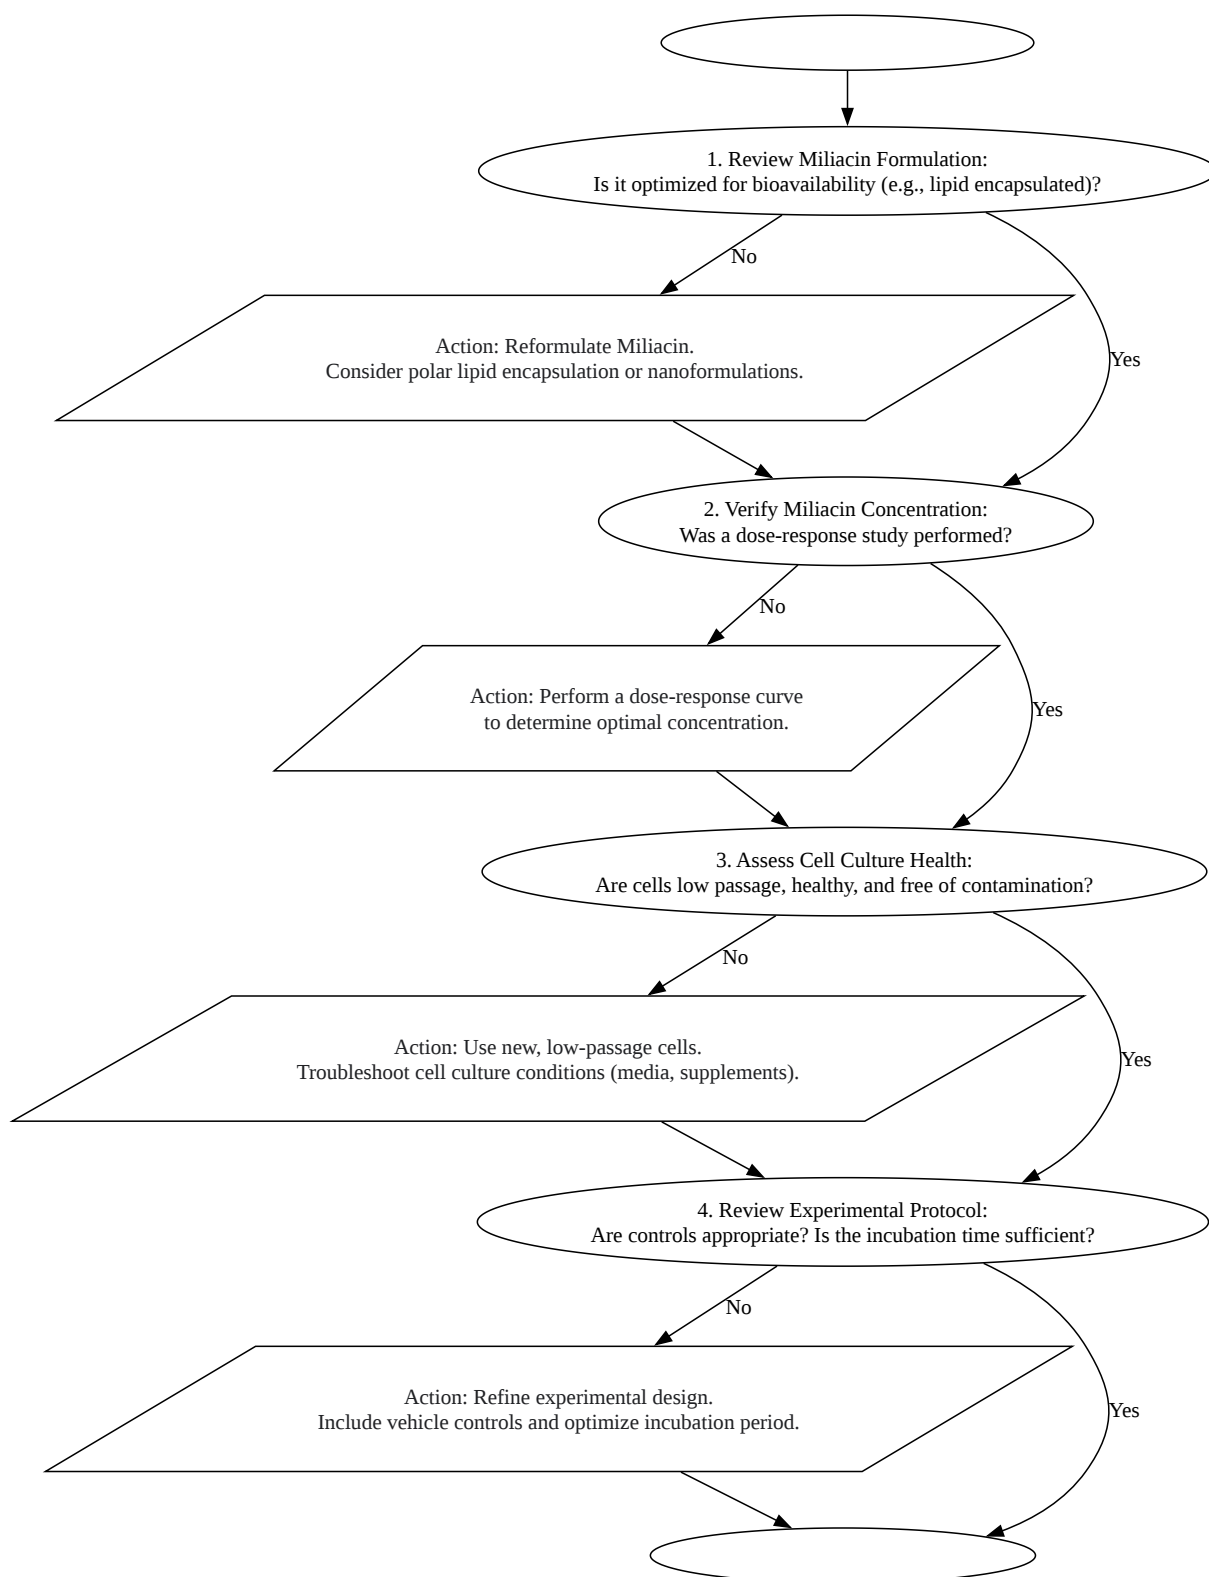 1. Review Miliacin Formulation:
Is it optimized for bioavailability (e.g., lipid encapsulated)?
No
Action: Reformulate Miliacin.
Consider polar lipid encapsulation or nanoformulations.
Yes
2. Verify Miliacin Concentration:
Was a dose-response study performed?
No
Action: Perform a dose-response curve
to determine optimal concentration.
Yes
3. Assess Cell Culture Health:
Are cells low passage, healthy, and free of contamination?
No
Action: Use new, low-passage cells.
Troubleshoot cell culture conditions (media, supplements).
Yes
4. Review Experimental Protocol:
Are controls appropriate? Is the incubation time sufficient?
No
Action: Refine experimental design.
Include vehicle controls and optimize incubation period.
Yes